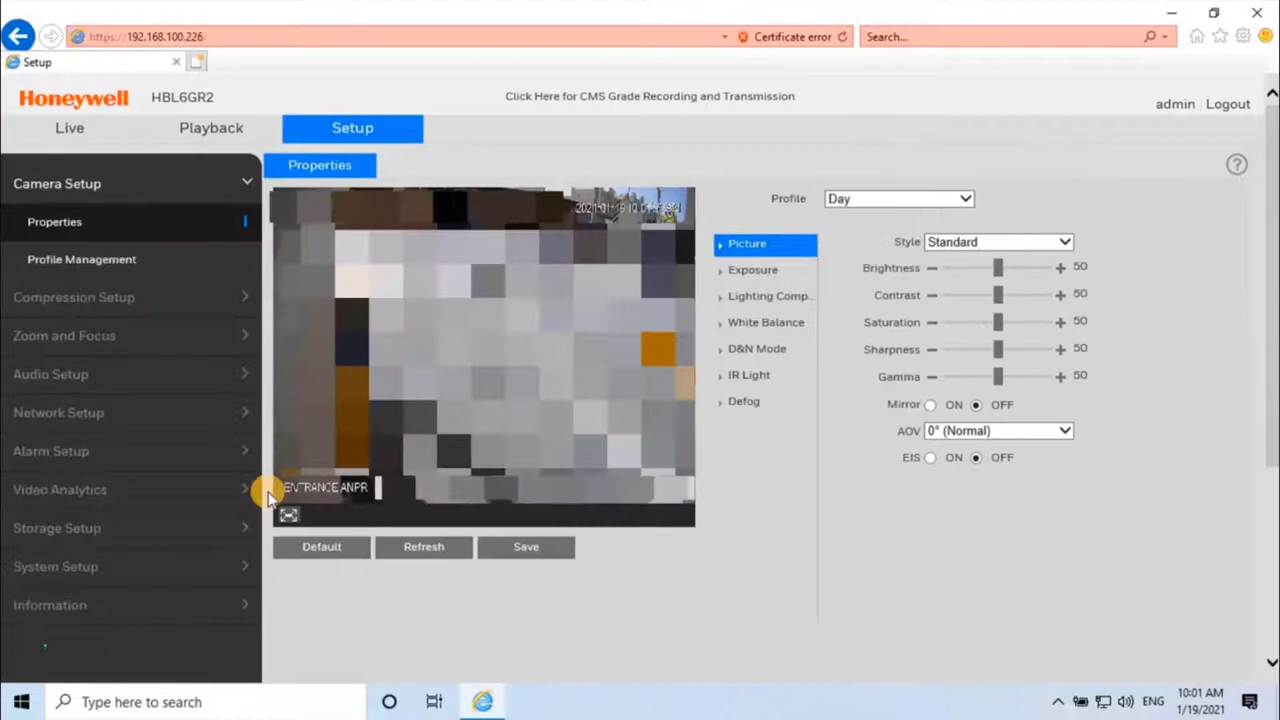 https://192.168.100.226/
Certificate error
Search...
Setup
Honeywell
HBL6GR2
Click Here for CMS Grade Recording and Transmission
admin
Logout
Live
Playback
Setup
Camera Setup
Properties
Profile Management
Compression Setup
Zoom and Focus
Audio Setup
Network Setup
Alarm Setup
Video Analytics
Storage Setup
System Setup
Information
Properties
?
ENTRANCE ANPR
Default
Refresh
Save
Profile
Day
Picture
Exposure
Lighting Comp...
White Balance
D&N Mode
IR Light
Defog
Style
Standard
Brightness
50
Contrast
50
Saturation
50
Sharpness
50
Gamma
50
Mirror
ON
OFF
AOV
0° (Normal)
EIS
ON
OFF
Type here to search
ENG
10:01 AM
1/19/2021